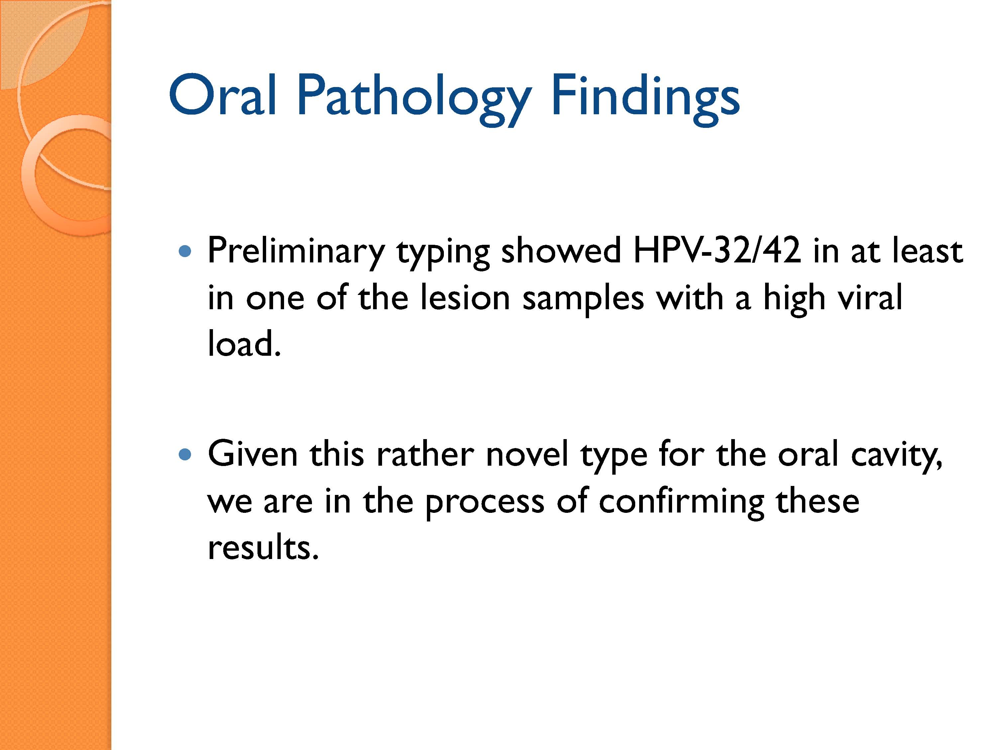 Oral Pathology Findings
• Preliminary typing showed HPV-32/42 in at least
in one of the lesion samples with a high viral
load.
• Given this rather novel type for the oral cavity,
we are in the process of confirming these
results.